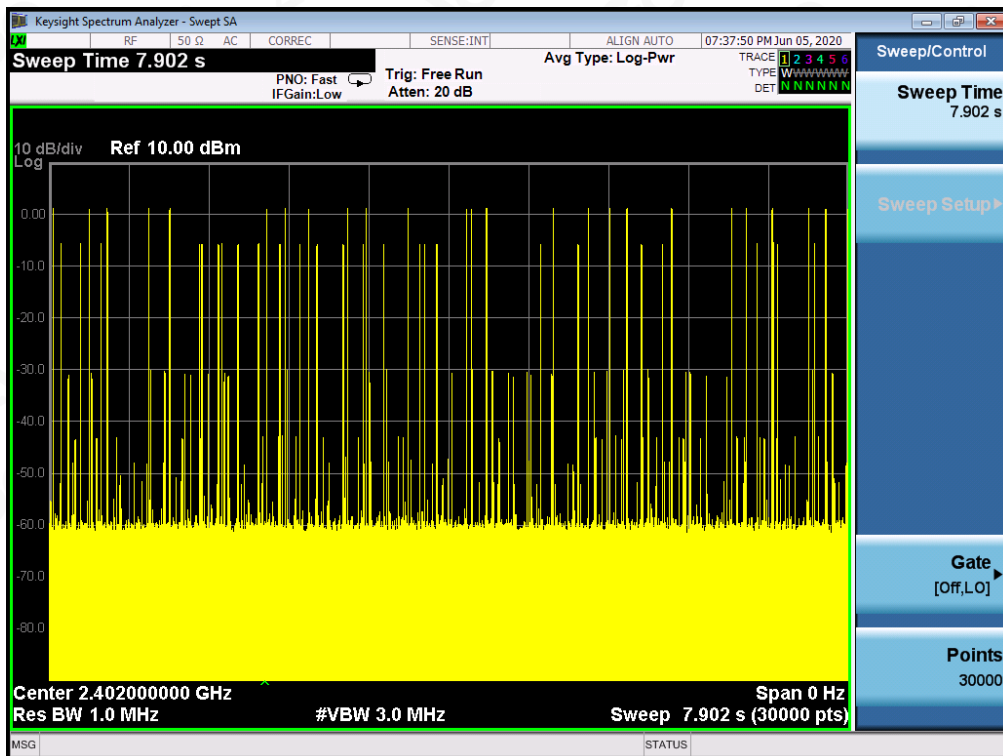 Keysight Spectrum Analyzer - Swept SA
LXI RF 50 Ω AC CORREC SENSE:INT ALIGN AUTO 07:37:50 PM Jun 05, 2020
Sweep Time 7.902 s
PNO: Fast
IFGain:Low
Trig: Free Run
Atten: 20 dB
Avg Type: Log-Pwr
TRACE 1 2 3 4 5 6
TYPE WWWWWW
DET N N N N N N
10 dB/div Ref 10.00 dBm
Log
0.00
-10.0
-20.0
-30.0
-40.0
-50.0
-60.0
-70.0
-80.0
Center 2.402000000 GHz Span 0 Hz
Res BW 1.0 MHz #VBW 3.0 MHz Sweep 7.902 s (30000 pts)
MSG STATUS
Sweep/Control
Sweep Time
7.902 s
Sweep Setup
Gate
[Off,LO]
Points
30000